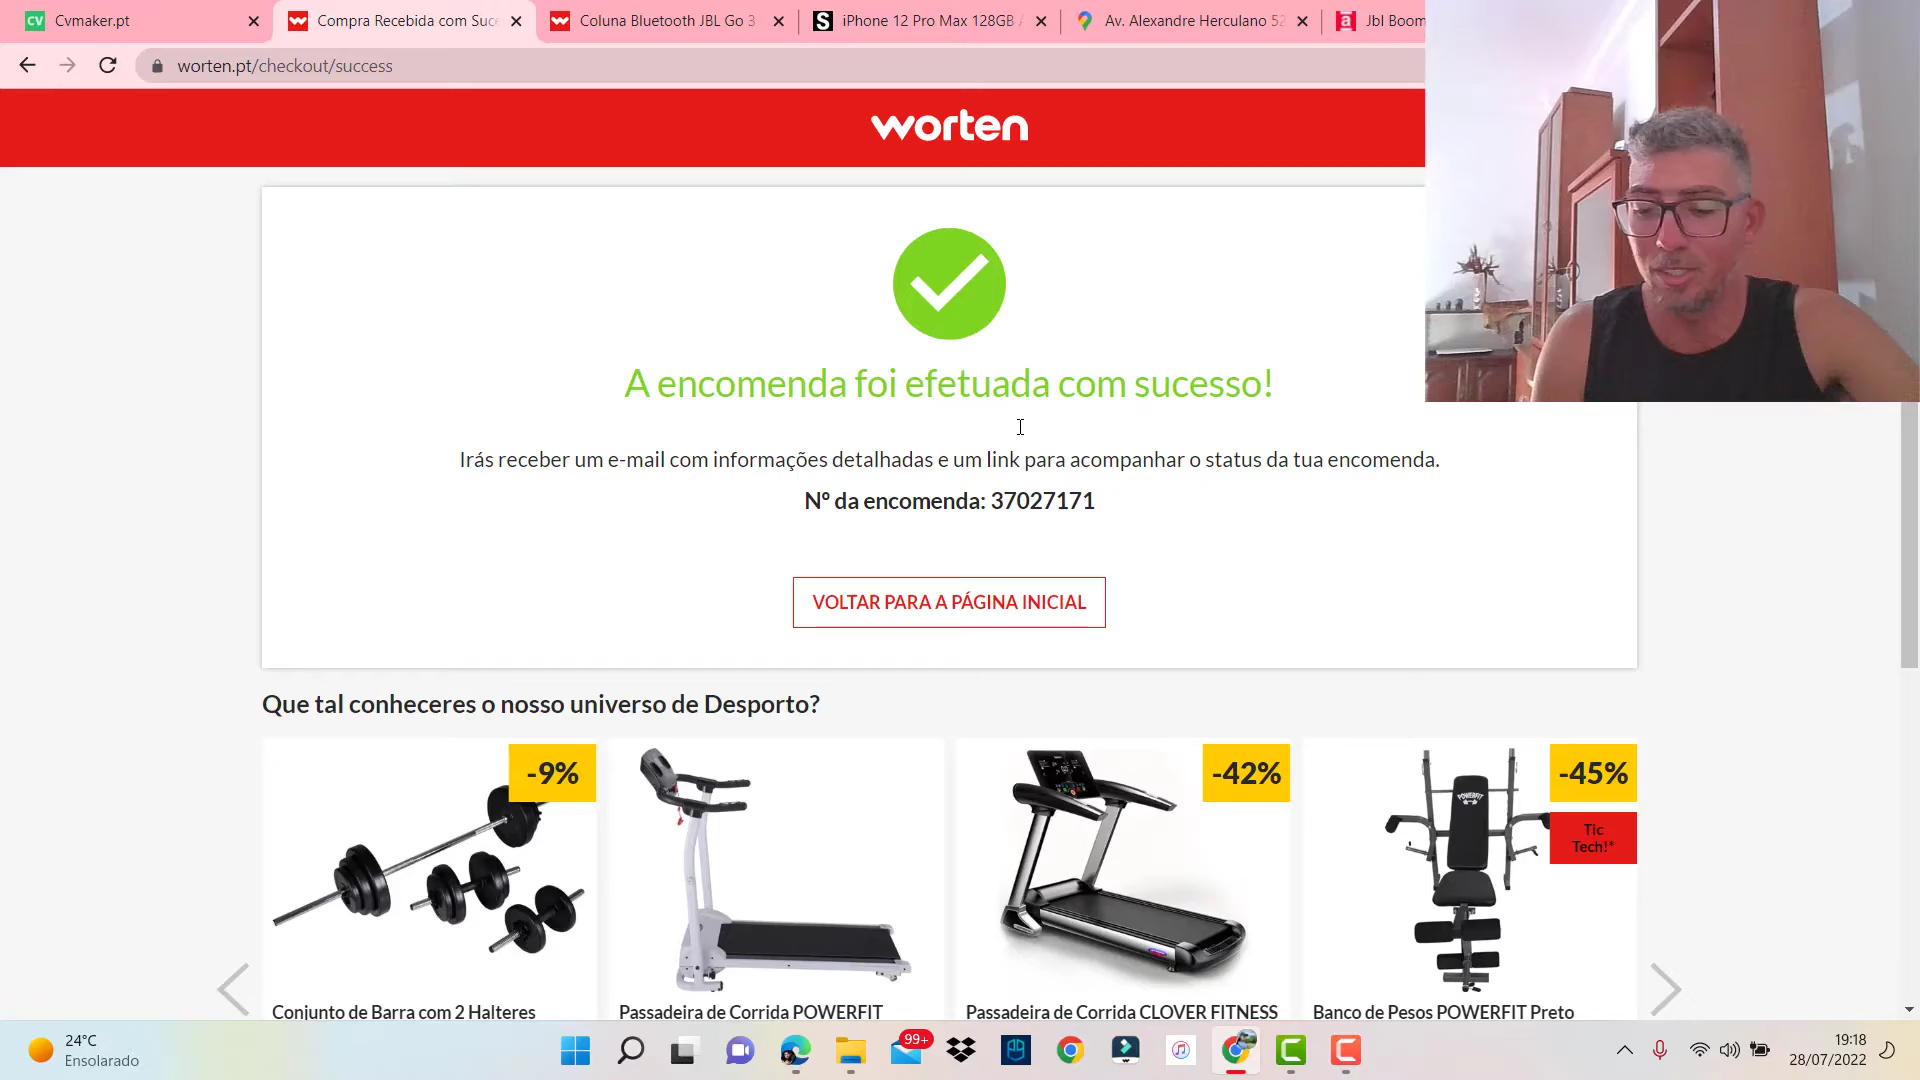 CV Cvmaker.pt
Compra Recebida com Suce
Coluna Bluetooth JBL Go 3
iPhone 12 Pro Max 128GB
Av. Alexandre Herculano 52
Jbl Boom
worten.pt/checkout/success
worten
A encomenda foi efetuada com sucesso!
Irás receber um e-mail com informações detalhadas e um link para acompanhar o status da tua encomenda.
Nº da encomenda: 37027171
VOLTAR PARA A PÁGINA INICIAL
Que tal conheceres o nosso universo de Desporto?
-9%
-42%
-45%
Tic
Tech!*
POWERFIT
Conjunto de Barra com 2 Halteres
Passadeira de Corrida POWERFIT
Passadeira de Corrida CLOVER FITNESS
Banco de Pesos POWERFIT Preto
24°C
Ensolarado
99+
19:18
28/07/2022